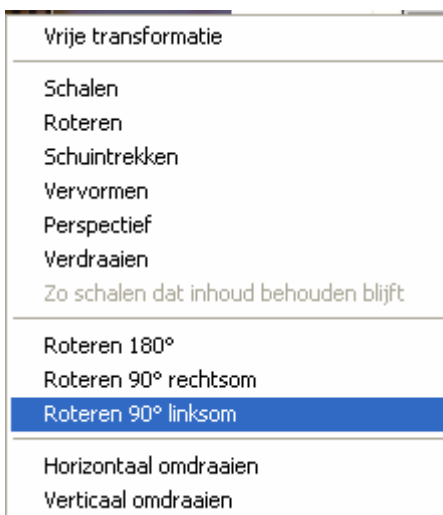 Vrije transformatie
Schalen
Roteren
Schuintrekken
Vervormen
Perspectief
Verdraaien
Zo schalen dat inhoud behouden blijft
Roteren 180°
Roteren 90° rechtsom
Roteren 90° linksom
Horizontaal omdraaien
Verticaal omdraaien